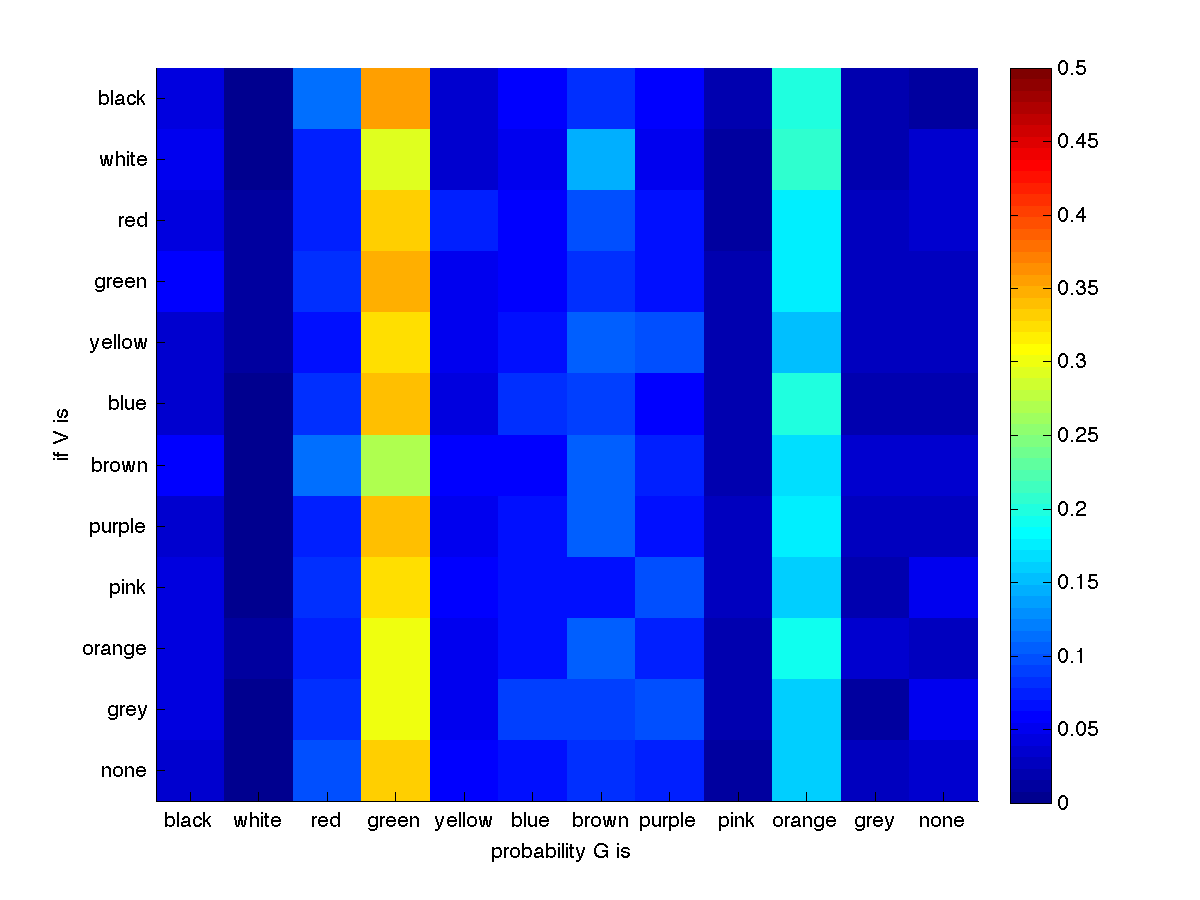 black
white
red
green
yellow
blue
brown
purple
pink
orange
grey
none
if V is
black white red green yellow blue brown purple pink orange grey none
probability G is
0.5
0.45
0.4
0.35
0.3
0.25
0.2
0.15
0.1
0.05
0